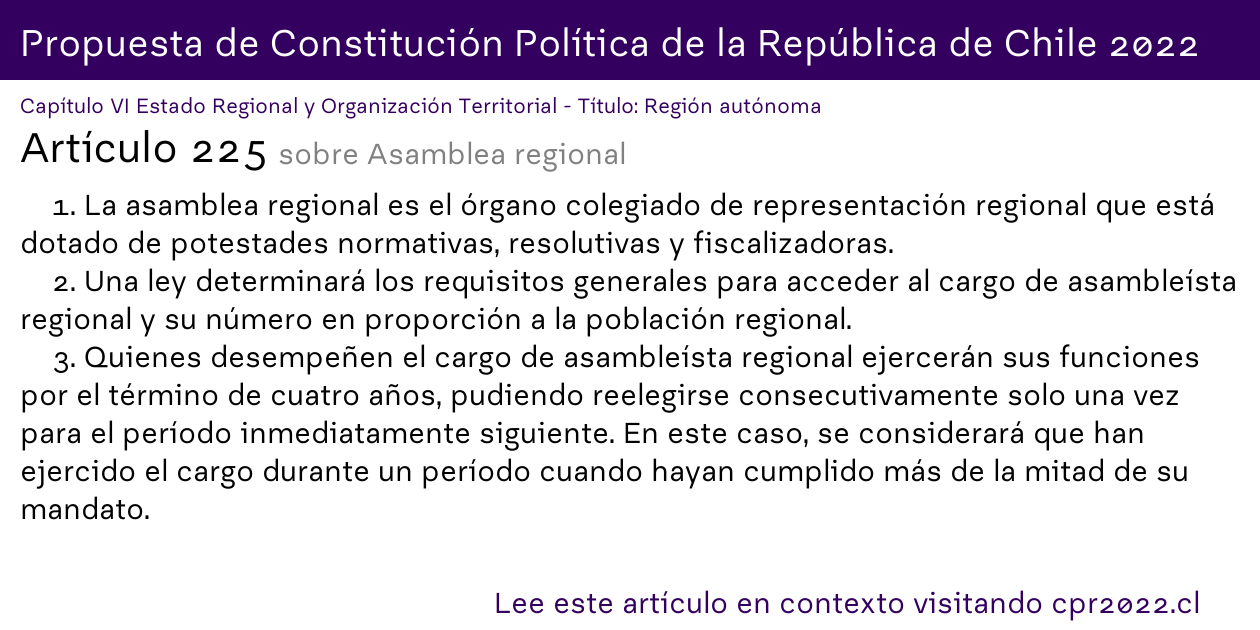 Propuesta de Constitución Política de la República de Chile 2022
Capítulo VI Estado Regional y Organización Territorial - Título: Región autónoma
Artículo 225 sobre Asamblea regional
1. La asamblea regional es el órgano colegiado de representación regional que está
dotado de potestades normativas, resolutivas y fiscalizadoras.
2. Una ley determinará los requisitos generales para acceder al cargo de asambleísta
regional y su número en proporción a la población regional.
3. Quienes desempeñen el cargo de asambleísta regional ejercerán sus funciones
por el término de cuatro años, pudiendo reelegirse consecutivamente solo una vez
para el período inmediatamente siguiente. En este caso, se considerará que han
ejercido el cargo durante un período cuando hayan cumplido más de la mitad de su
mandato.
Lee este artículo en contexto visitando cpr2022.cl